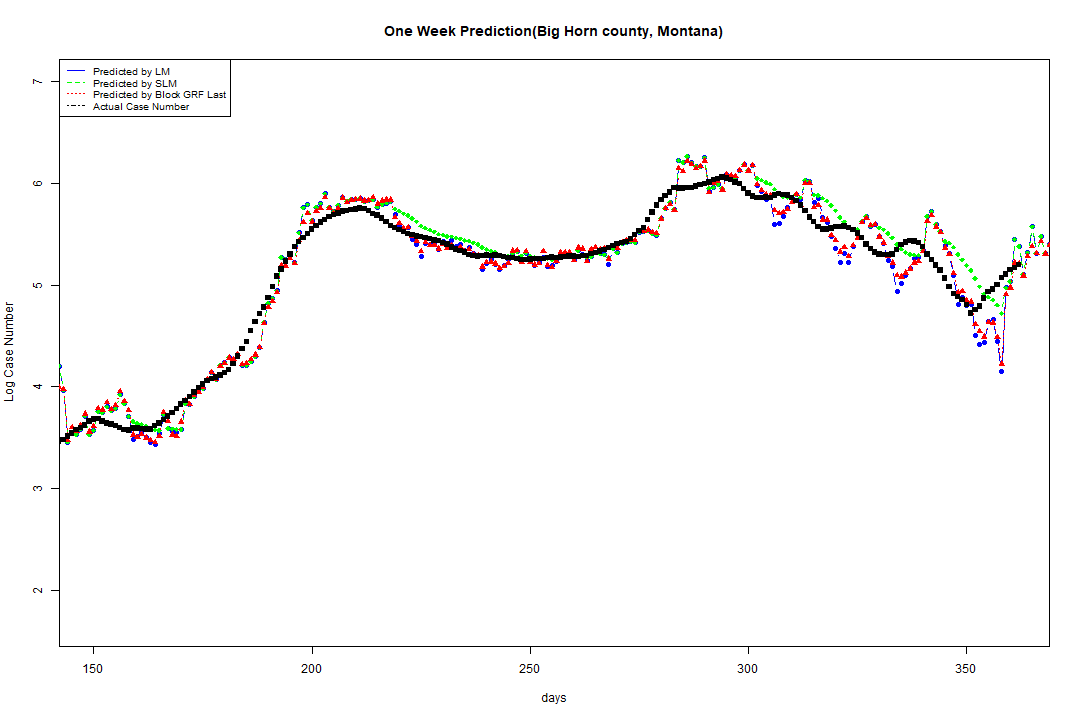 One Week Prediction(Big Horn county, Montana)
Predicted by LM
Predicted by SLM
Predicted by Block GRF Last
Actual Case Number
7
6
5
4
3
2
Log Case Number
150 200 250 300 350
days